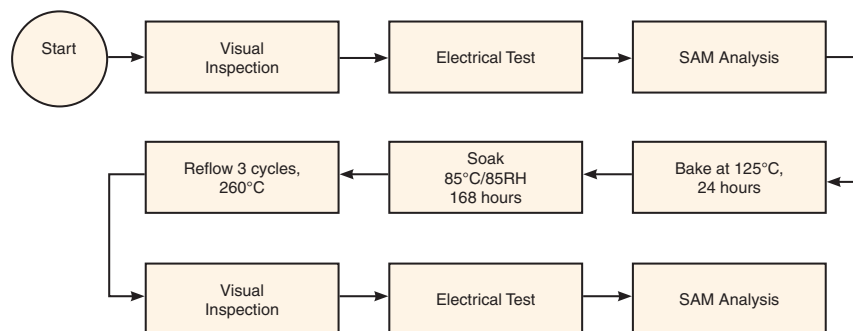 Start
Visual
Inspection
Electrical Test
SAM Analysis
Reflow 3 cycles,
260°C
Soak
85°C/85RH
168 hours
Bake at 125°C,
24 hours
Visual
Inspection
Electrical Test
SAM Analysis